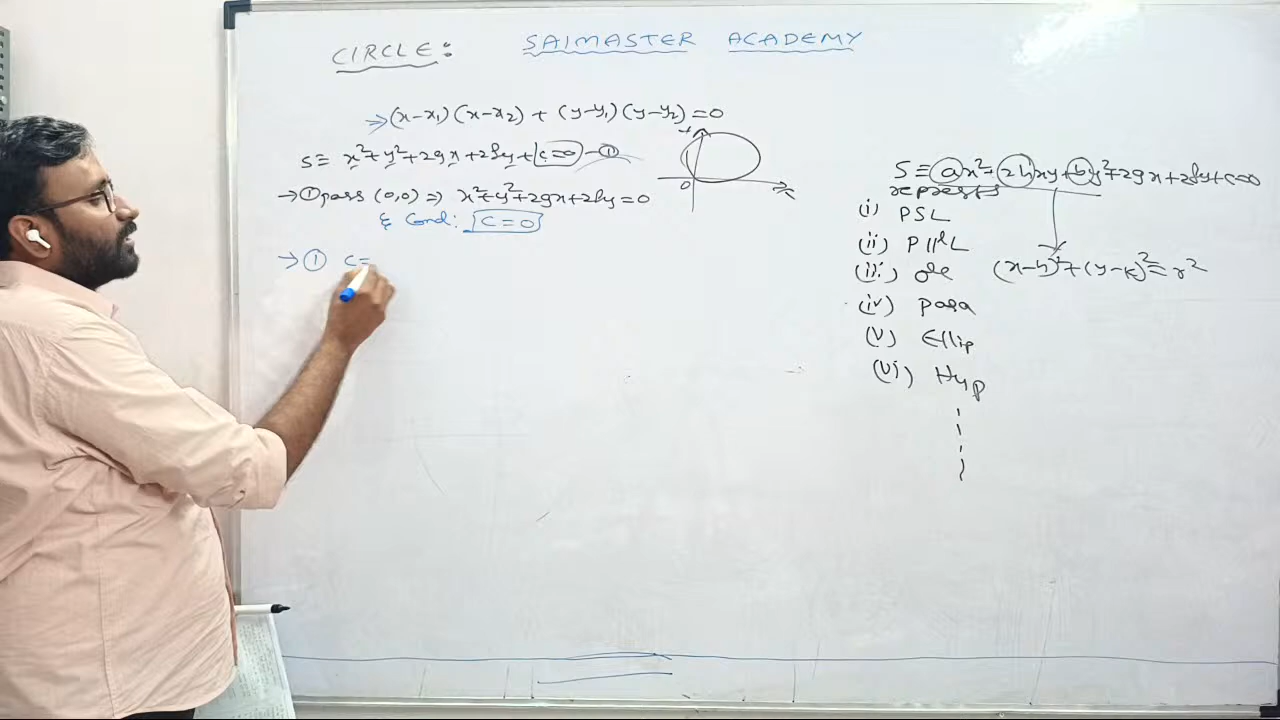 CIRCLE: SAIMASTER ACADEMY
(x-x₁)(x-x₂) + (y-y₁)(y-y₂) = 0
S ≡ x²+y²+2gx+2fy+c=0 — ①
→ ① pass (0,0) ⇒ x²+y²+2gx+2fy=0
& Cond: C = 0
→ ① C=
0
S ≡ ax²+2hxy+by²+2gx+2fy+c=0
(i) PSL
(ii) P||el L
(iii) ole
(x-h)²+(y-k)²=r²
(iv) para
(v) Ellip
(vi) Hyp